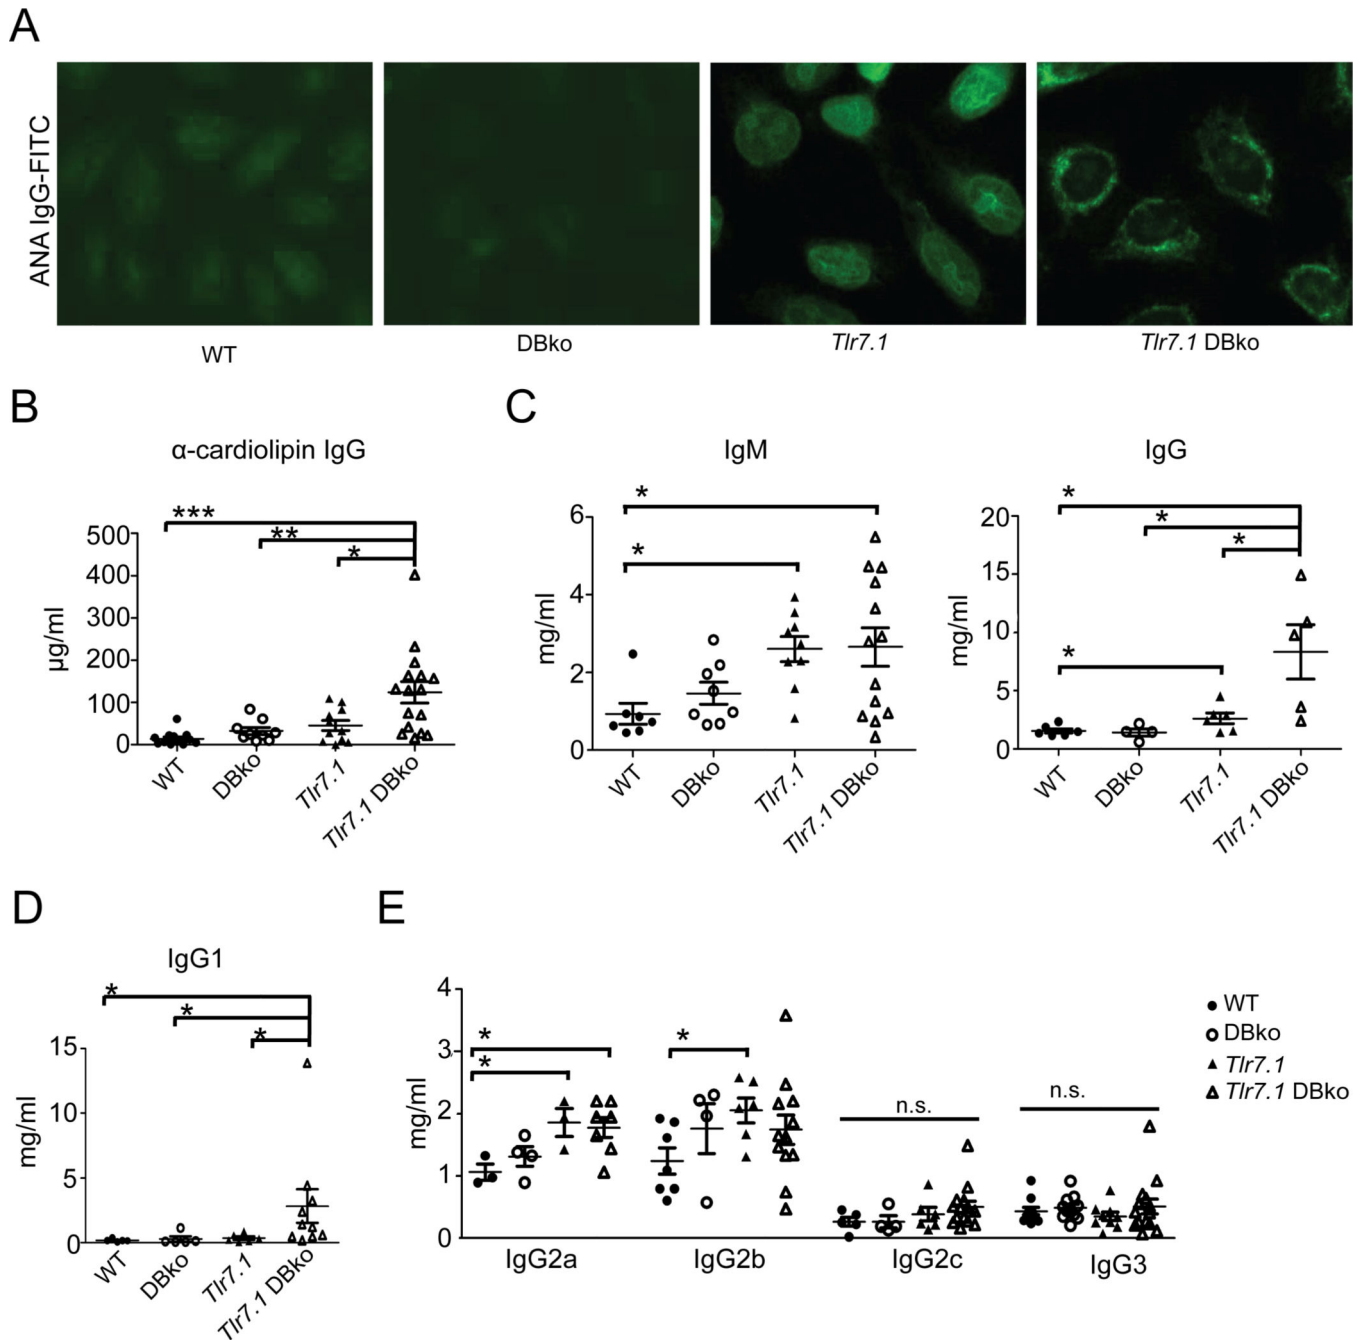 A
ANA IgG-FITC
WT
DBko
Tlr7.1
Tlr7.1 DBko
B
α-cardiolipin IgG
***
**
*
500
400
300
200
100
0
µg/ml
WT
DBko
Tlr7.1
Tlr7.1 DBko
C
IgM
*
*
6
4
2
0
mg/ml
WT
DBko
Tlr7.1
Tlr7.1 DBko
IgG
*
*
*
*
20
15
10
5
0
mg/ml
WT
DBko
Tlr7.1
Tlr7.1 DBko
D
IgG1
*
*
*
15
10
5
0
mg/ml
WT
DBko
Tlr7.1
Tlr7.1 DBko
E
4
3
2
1
0
mg/ml
*
*
*
n.s.
n.s.
IgG2a
IgG2b
IgG2c
IgG3
WT
DBko
Tlr7.1
Tlr7.1 DBko